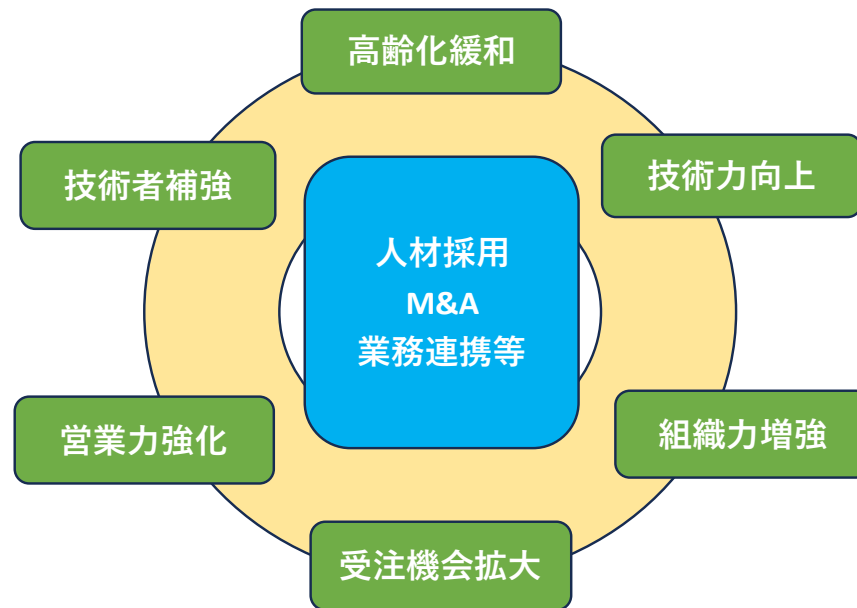 高齢化緩和
技術者補強
技術力向上
人材採用
M&A
業務連携等
営業力強化
組織力増強
受注機会拡大